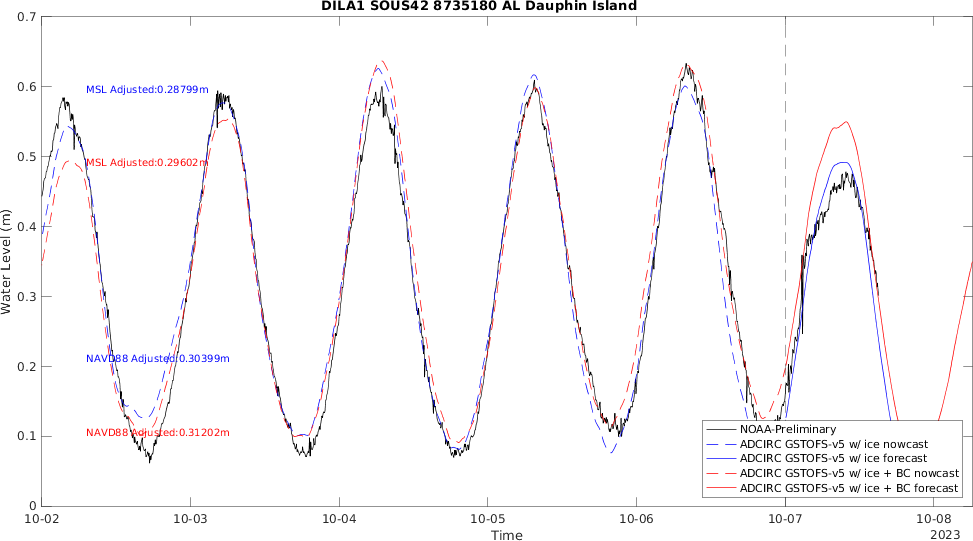 DILA1 SOUS42 8735180 AL Dauphin Island
0.7
0.6
0.5
0.4
0.3
0.2
0.1
0
Water Level (m)
MSL Adjusted:0.28799m
MSL Adjusted:0.29602m
NAVD88 Adjusted:0.30399m
NAVD88 Adjusted:0.31202m
NOAA-Preliminary
ADCIRC GSTOFS-v5 w/ ice nowcast
ADCIRC GSTOFS-v5 w/ ice forecast
ADCIRC GSTOFS-v5 w/ ice + BC nowcast
ADCIRC GSTOFS-v5 w/ ice + BC forecast
10-02 10-03 10-04 10-05 10-06 10-07 10-08
Time
2023